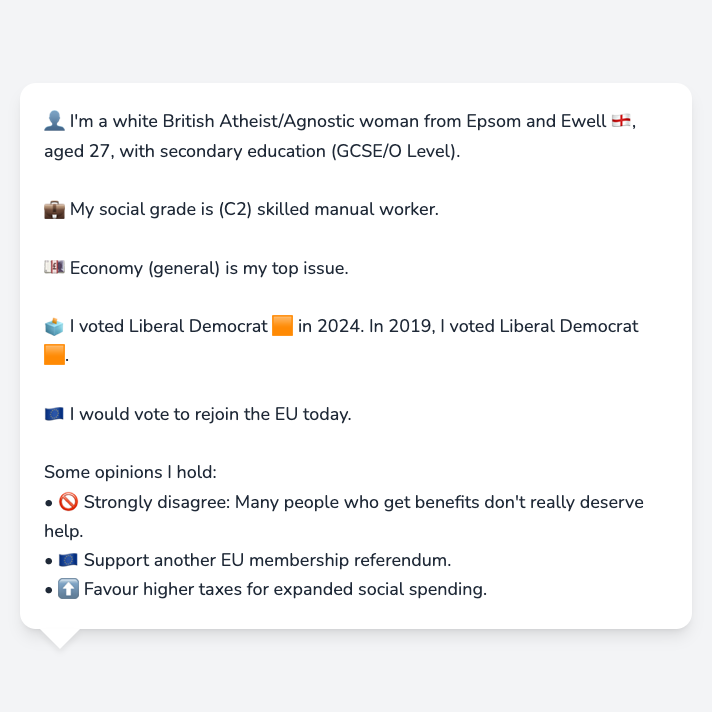 👤 I'm a white British Atheist/Agnostic woman from Epsom and Ewell 🏴󠁧󠁢󠁥󠁮󠁧󠁿,
aged 27, with secondary education (GCSE/O Level).
💼 My social grade is (C2) skilled manual worker.
💷 Economy (general) is my top issue.
🗳️ I voted Liberal Democrat 🟧 in 2024. In 2019, I voted Liberal Democrat
🟧.
🇪🇺 I would vote to rejoin the EU today.
Some opinions I hold:
• 🚫 Strongly disagree: Many people who get benefits don't really deserve
help.
• 🇪🇺 Support another EU membership referendum.
• ⬆️ Favour higher taxes for expanded social spending.